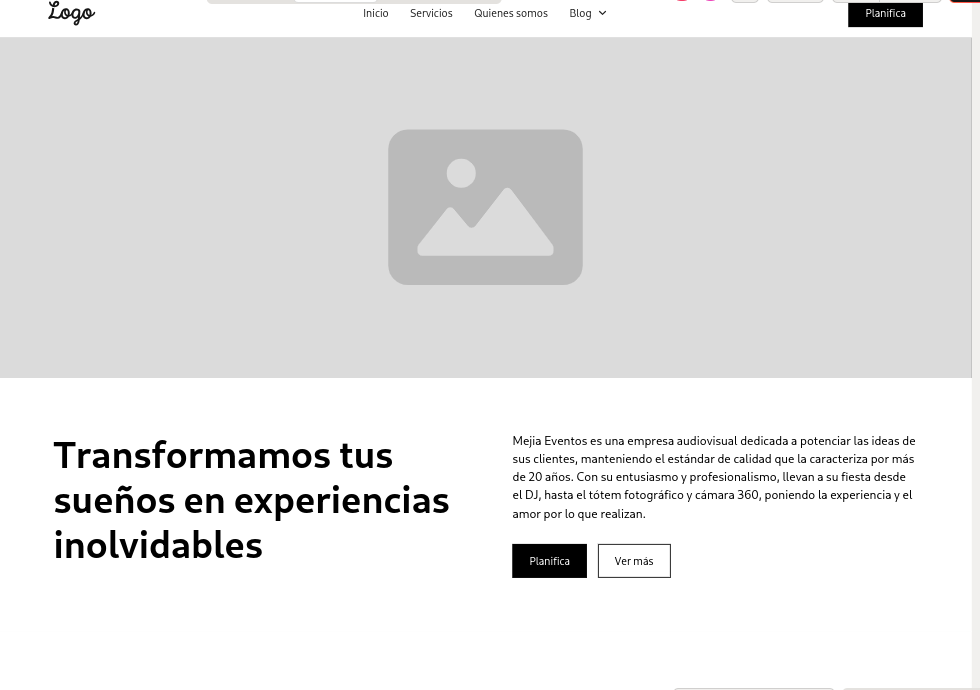 Logo
Inicio Servicios Quienes somos Blog
Planifica
Transformamos tus
sueños en experiencias
inolvidables
Mejia Eventos es una empresa audiovisual dedicada a potenciar las ideas de
sus clientes, manteniendo el estándar de calidad que la caracteriza por más
de 20 años. Con su entusiasmo y profesionalismo, llevan a su fiesta desde
el DJ, hasta el tótem fotográfico y cámara 360, poniendo la experiencia y el
amor por lo que realizan.
Planifica Ver más